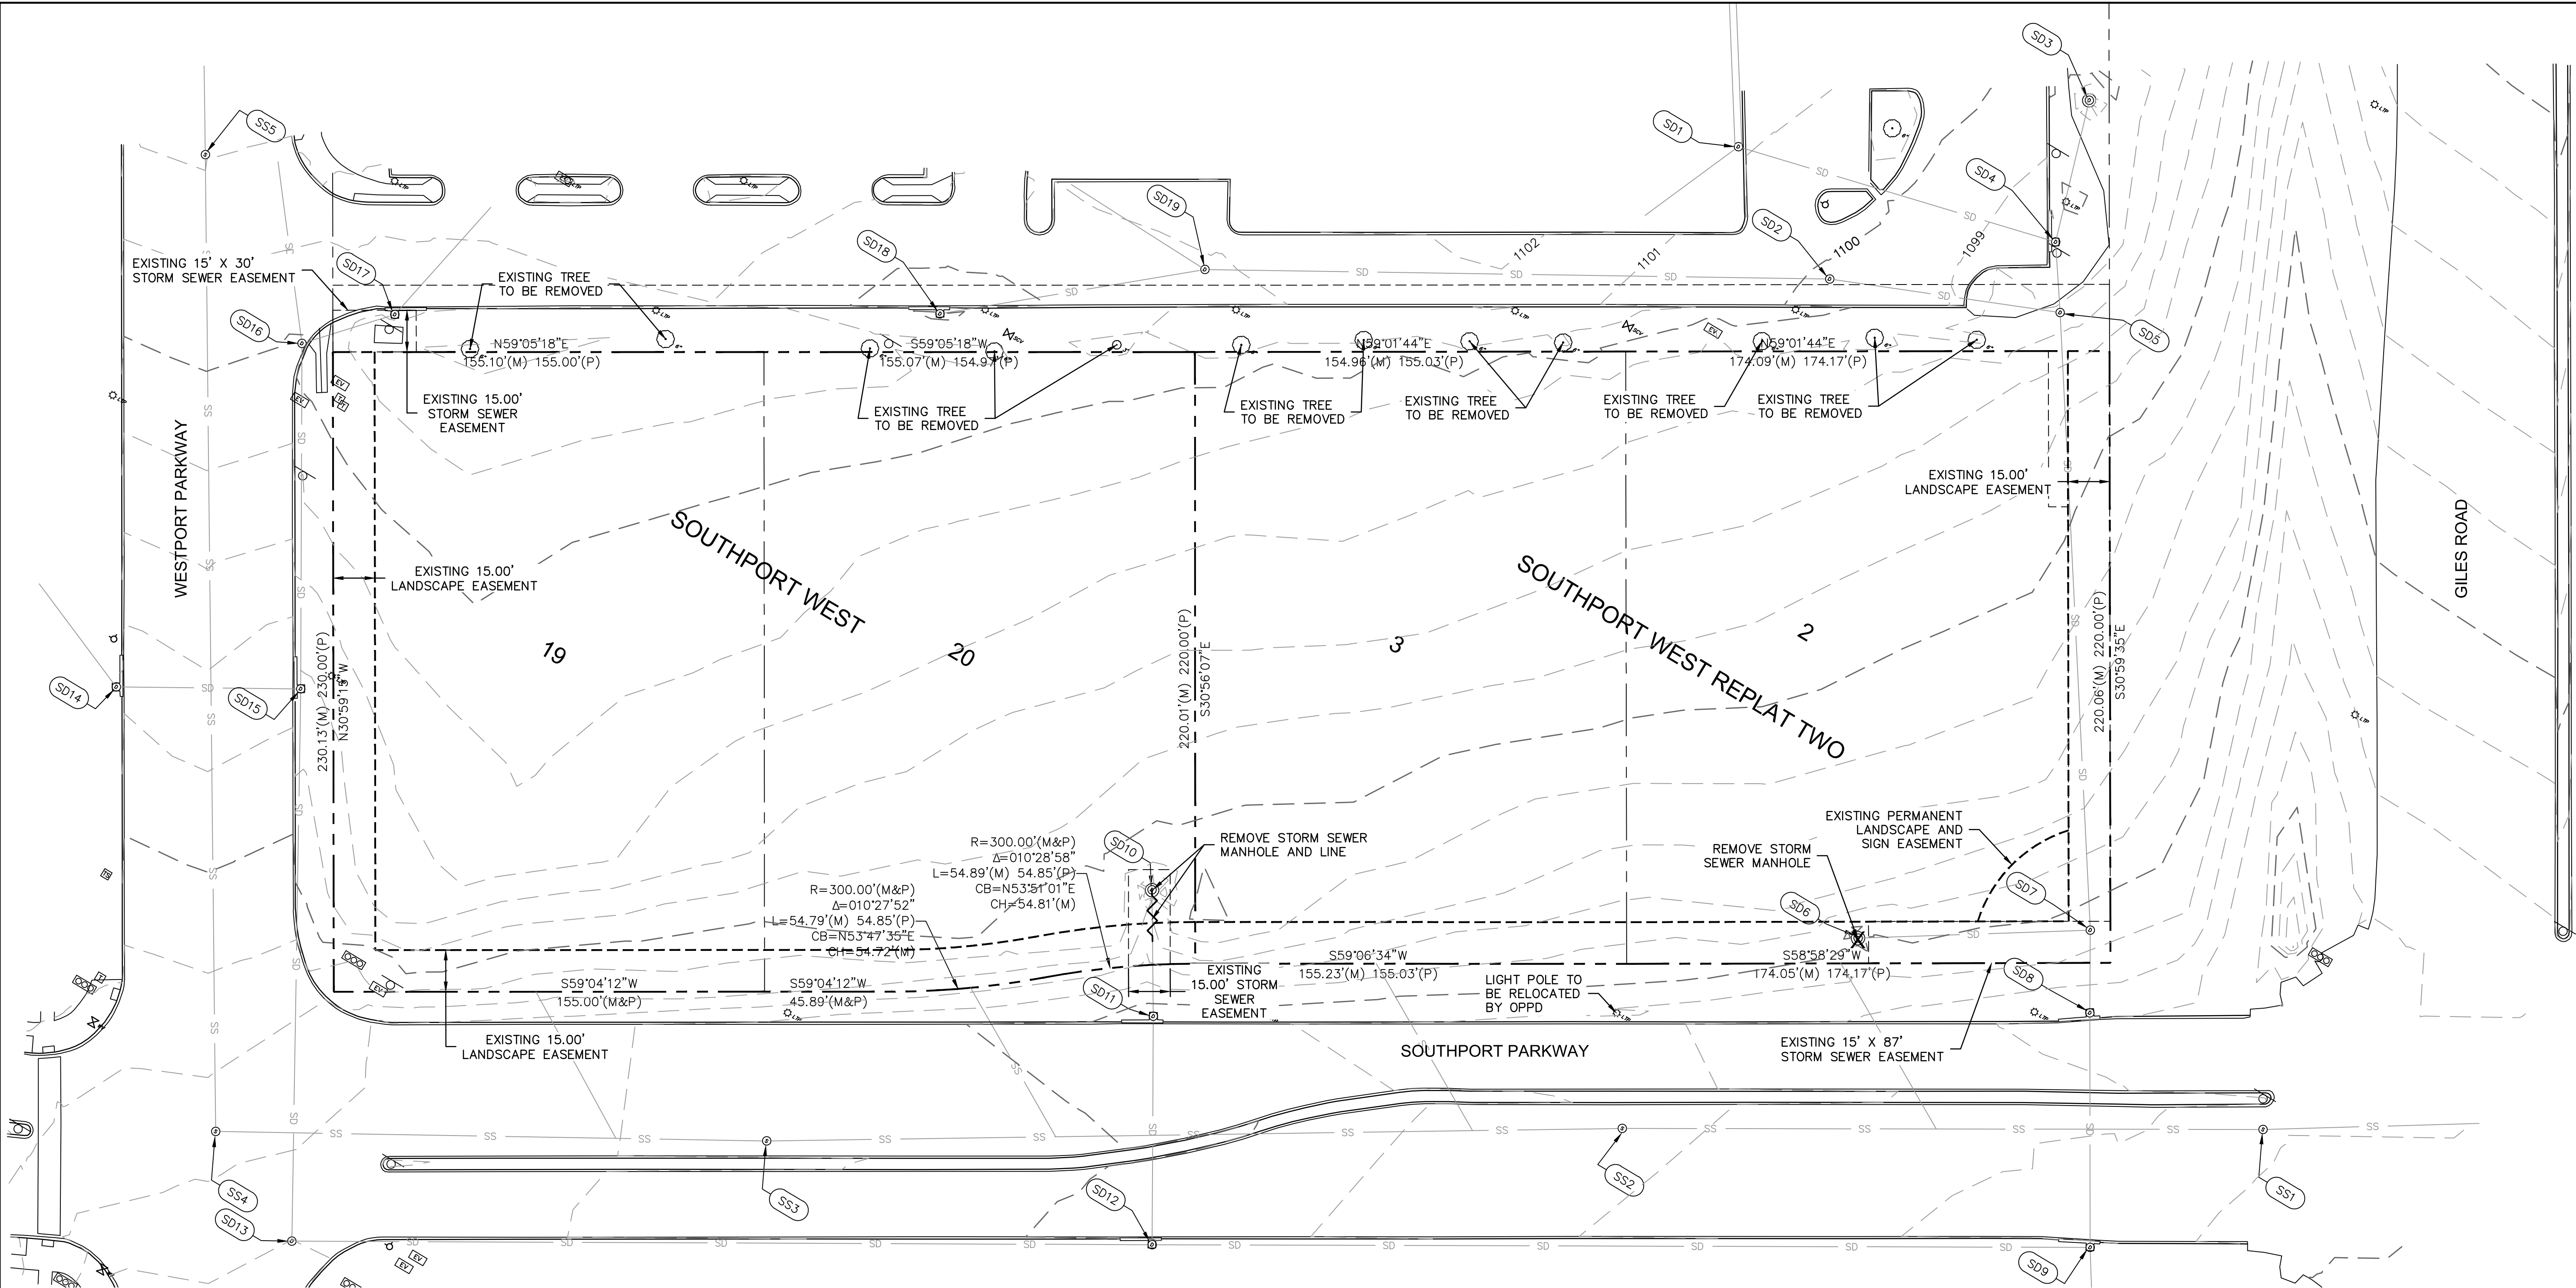 SD3
SS5
SD1
SD4
SD19
SD2
SD18
1102
1101
1100
1099
EXISTING 15' X 30'
STORM SEWER EASEMENT
SD17
EXISTING TREE
TO BE REMOVED
SD16
SD5
N59°05'18"E
155.10'(M) 155.00'(P)
S59°05'18"W
155.07'(M) 154.97'(P)
N59°01'44"E
154.96'(M) 155.03'(P)
N59°01'44"E
174.09'(M) 174.17'(P)
EXISTING 15.00'
STORM SEWER
EASEMENT
EXISTING TREE
TO BE REMOVED
EXISTING TREE
TO BE REMOVED
EXISTING TREE
TO BE REMOVED
EXISTING TREE
TO BE REMOVED
EXISTING TREE
TO BE REMOVED
WESTPORT PARKWAY
EXISTING 15.00'
LANDSCAPE EASEMENT
GILES ROAD
EXISTING 15.00'
LANDSCAPE EASEMENT
SOUTHPORT WEST
SOUTHPORT WEST REPLAT TWO
19
20
3
2
230.13'(M) 230.00'(P)
N30°59'15"W
220.01'(M) 220.00'(P)
S30°56'07"E
220.06'(M) 220.00'(P)
S30°59'35"E
SD14
SD15
R=300.00'(M&P)
Δ=010°28'58"
L=54.89'(M) 54.85'(P)
CB=N53°51'01"E
CH=54.81'(M)
SD10
REMOVE STORM SEWER
MANHOLE AND LINE
REMOVE STORM
SEWER MANHOLE
EXISTING PERMANENT
LANDSCAPE AND
SIGN EASEMENT
R=300.00'(M&P)
Δ=010°27'52"
L=54.79'(M) 54.85'(P)
CB=N53°47'35"E
CH=54.72'(M)
SD6
SD7
S59°04'12"W
155.00'(M&P)
S59°04'12"W
45.89'(M&P)
SD11
EXISTING
15.00' STORM
SEWER
EASEMENT
S59°06'34"W
155.23'(M) 155.03'(P)
S58°58'29"W
174.05'(M) 174.17'(P)
SD8
LIGHT POLE TO
BE RELOCATED
BY OPPD
EXISTING 15.00'
LANDSCAPE EASEMENT
SOUTHPORT PARKWAY
EXISTING 15' X 87'
STORM SEWER EASEMENT
SS4
SS3
SS2
SS1
SD13
SD12
SD9